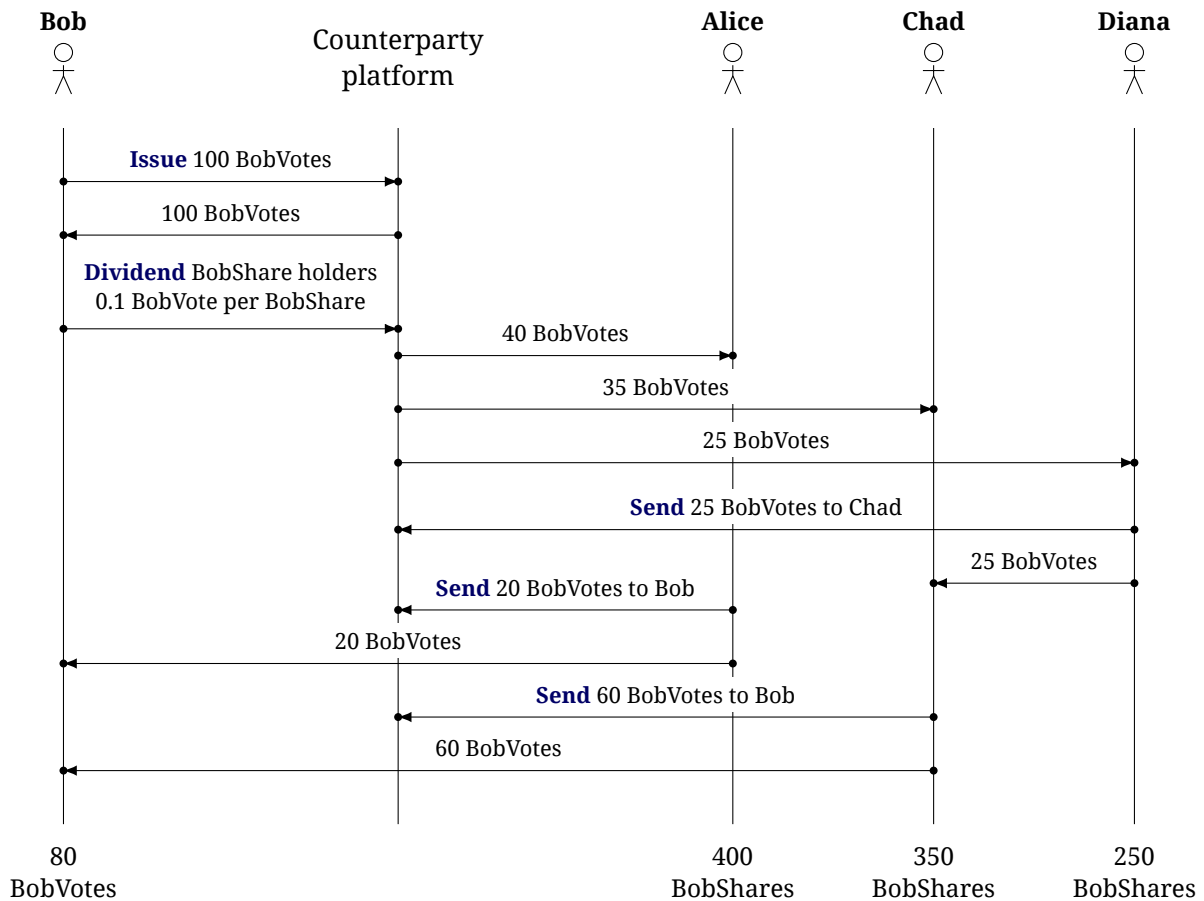 Bob
Counterparty
platform
Alice
Chad
Diana
Issue 100 BobVotes
100 BobVotes
Dividend BobShare holders
0.1 BobVote per BobShare
40 BobVotes
35 BobVotes
25 BobVotes
Send 25 BobVotes to Chad
25 BobVotes
Send 20 BobVotes to Bob
20 BobVotes
Send 60 BobVotes to Bob
60 BobVotes
80
BobVotes
400
BobShares
350
BobShares
250
BobShares